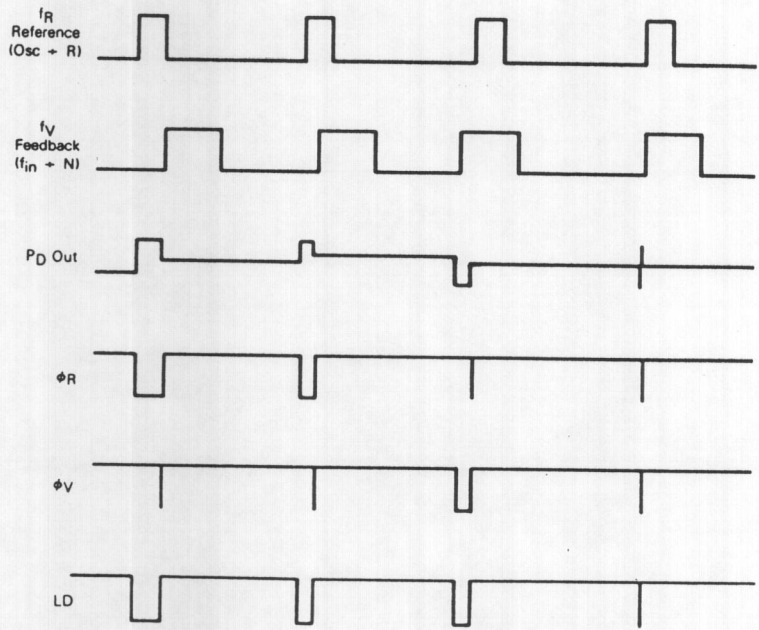 fR
Reference
(Osc ÷ R)
fV
Feedback
(fin ÷ N)
PD Out
ϕR
ϕV
LD